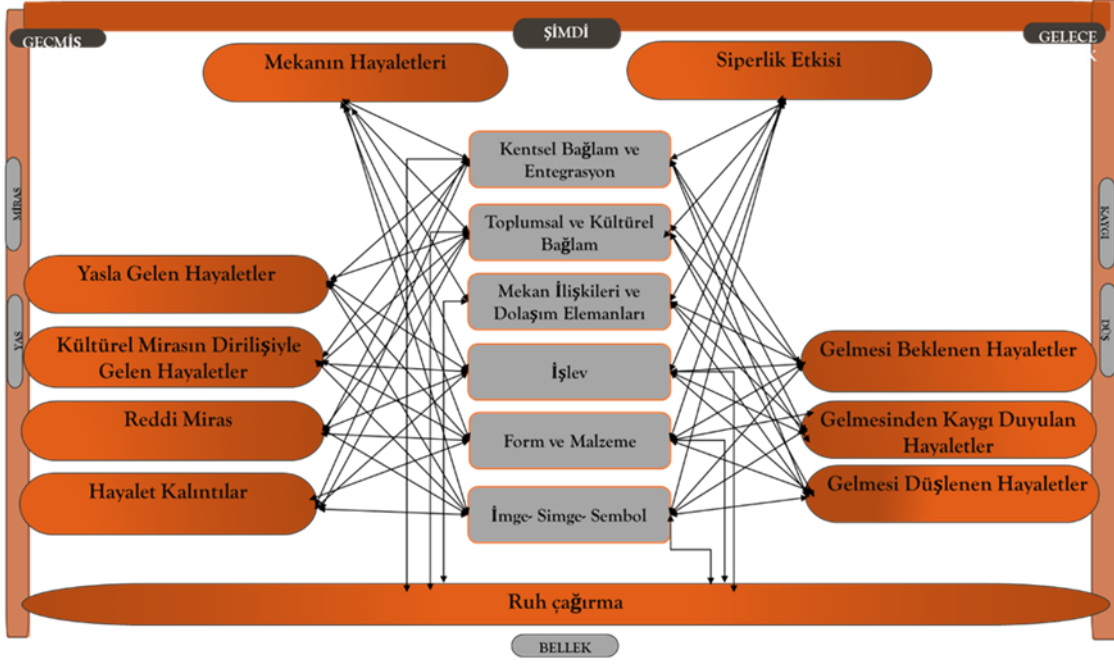 GEÇMİŞ
ŞİMDİ
GELECE
K
Mekanın Hayaletleri
Siperlik Etkisi
Kentsel Bağlam ve
Entegrasyon
Toplumsal ve Kültürel
Bağlam
Mekan İlişkileri ve
Dolaşım Elemanları
İşlev
Form ve Malzeme
İmge- Simge- Sembol
MİRAS
YAS
Yasla Gelen Hayaletler
Kültürel Mirasın Dirilişiyle
Gelen Hayaletler
Reddi Miras
Hayalet Kalıntılar
KAYGI
DÜŞ
Gelmesi Beklenen Hayaletler
Gelmesinden Kaygı Duyulan
Hayaletler
Gelmesi Düşlenen Hayaletler
Ruh çağırma
BELLEK